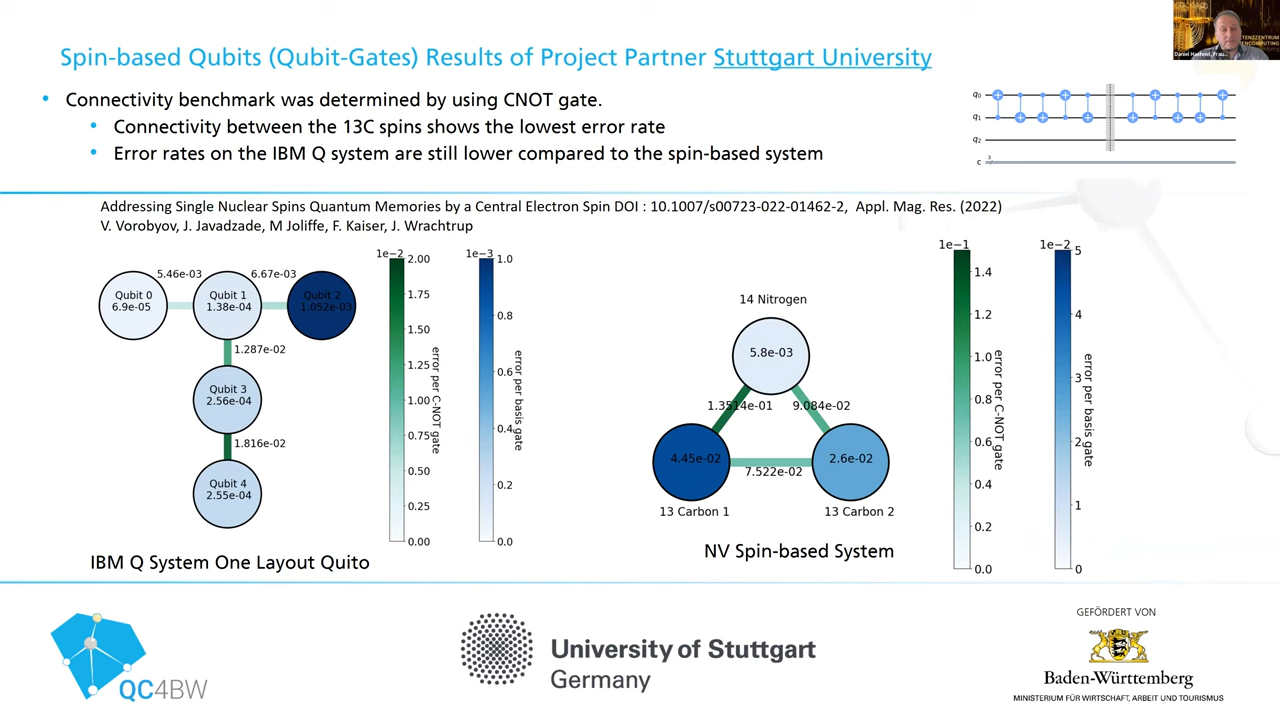 Spin-based Qubits (Qubit-Gates) Results of Project Partner Stuttgart University
• Connectivity benchmark was determined by using CNOT gate.
• Connectivity between the 13C spins shows the lowest error rate
• Error rates on the IBM Q system are still lower compared to the spin-based system
q0
q1
q2
c
3
TENZZENTRUM
ENCOMPUTING
Daniel Haehnel, Frau...
Addressing Single Nuclear Spins Quantum Memories by a Central Electron Spin DOI : 10.1007/s00723-022-01462-2, Appl. Mag. Res. (2022)
V. Vorobyov, J. Javadzade, M Joliffe, F. Kaiser, J. Wrachtrup
5.46e-03
6.67e-03
Qubit 0
6.9e-05
Qubit 1
1.38e-04
Qubit 2
1.052e-03
1.287e-02
Qubit 3
2.56e-04
1.816e-02
Qubit 4
2.55e-04
IBM Q System One Layout Quito
1e−2
2.00
1.75
1.50
1.25
1.00
0.75
0.50
0.25
0.00
error per C-NOT gate
1e−3
1.0
0.8
0.6
0.4
0.2
0.0
error per basis gate
14 Nitrogen
5.8e-03
1.3514e-01
9.084e-02
4.45e-02
7.522e-02
2.6e-02
13 Carbon 1
13 Carbon 2
NV Spin-based System
1e−1
1.4
1.2
1.0
0.8
0.6
0.4
0.2
0.0
error per C-NOT gate
1e−2
5
4
3
2
1
0
error per basis gate
QC4BW
University of Stuttgart
Germany
GEFÖRDERT VON
Baden-Württemberg
MINISTERIUM FÜR WIRTSCHAFT, ARBEIT UND TOURISMUS